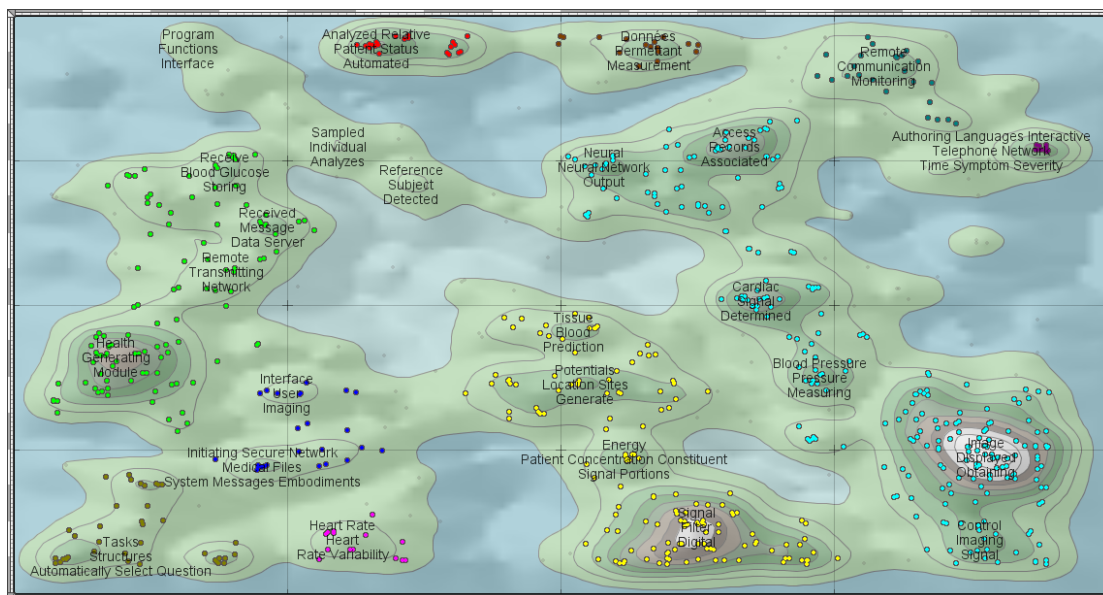 Program
Functions
Interface
Analyzed Relative
Patient Status
Automated
Données
Permettant
Measurement
Remote
Communication
Monitoring
Sampled
Individual
Analyzes
Access
Records
Associated
Authoring Languages Interactive
Telephone Network
Time Symptom Severity
Receive
Blood Glucose
Storing
Reference
Subject
Detected
Neural
Neural Network
Output
Received
Message
Data Server
Remote
Transmitting
Network
Cardiac
Signal
Determined
Tissue
Blood
Prediction
Health
Generating
Module
Interface
User
Imaging
Potentials
Location Sites
Generate
Blood Pressure
Pressure
Measuring
Initiating Secure Network
Medical Files
System Messages Embodiments
Energy
Patient Concentration Constituent
Signal Portions
Image
Displayed
Obtaining
Tasks
Structures
Automatically Select Question
Heart Rate
Heart
Rate Variability
Signal
Filter
Digital
Control
Imaging
Signal